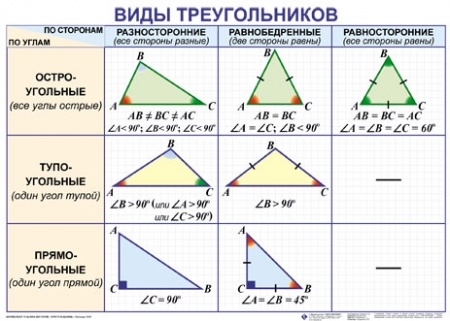 ВИДЫ ТРЕУГОЛЬНИКОВ
ПО СТОРОНАМ
ПО УГЛАМ
РАЗНОСТОРОННИЕ
(все стороны разные)
РАВНОБЕДРЕННЫЕ
(две стороны равны)
РАВНОСТОРОННИЕ
(все стороны равны)
ОСТРО-
УГОЛЬНЫЕ
(все углы острые)
B
A C
AB ≠ BC ≠ AC
∠A<90°; ∠B<90°; ∠C<90°
B
A C
AB = BC
∠A = ∠C; ∠B < 90°
B
A C
AB = BC = AC
∠A = ∠B = ∠C = 60°
ТУПО-
УГОЛЬНЫЕ
(один угол тупой)
B
A C
∠B > 90° (или ∠A > 90°
или ∠C > 90°)
B
A C
∠B > 90°
—
ПРЯМО-
УГОЛЬНЫЕ
(один угол прямой)
A
C B
∠C = 90°
A
C B
∠A = ∠B = 45°
—